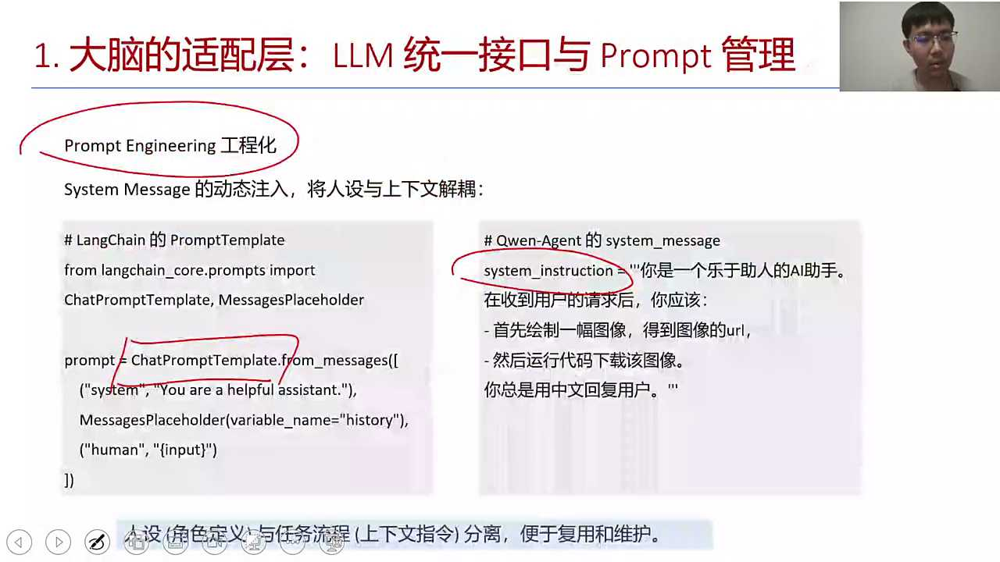 1. 大脑的适配层：LLM 统一接口与 Prompt 管理
Prompt Engineering 工程化
System Message 的动态注入，将人设与上下文解耦：
# LangChain 的 PromptTemplate
from langchain_core.prompts import
ChatPromptTemplate, MessagesPlaceholder
prompt = ChatPromptTemplate.from_messages([
("system", "You are a helpful assistant."),
MessagesPlaceholder(variable_name="history"),
("human", "{input}")
])
# Qwen-Agent 的 system_message
system_instruction = '''你是一个乐于助人的AI助手。
在收到用户的请求后，你应该：
- 首先绘制一幅图像，得到图像的url，
- 然后运行代码下载该图像。
你总是用中文回复用户。'''
人设 (角色定义) 与任务流程 (上下文指令) 分离，便于复用和维护。